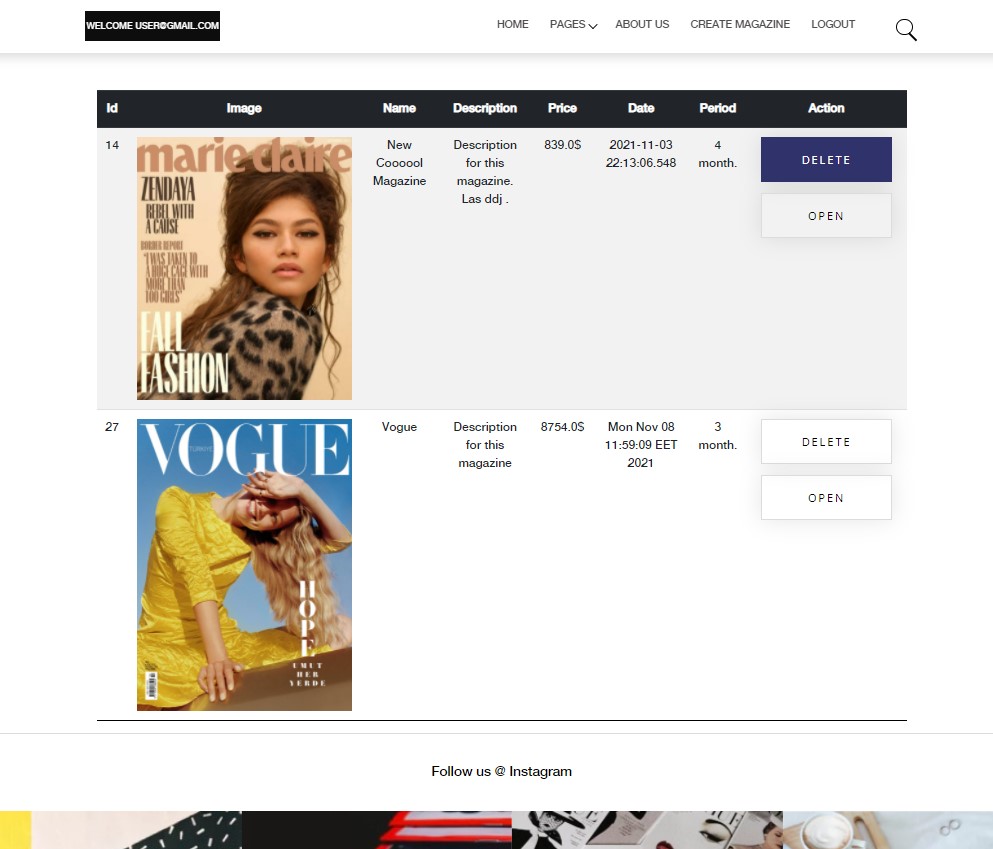 WELCOME USER@GMAIL.COM
HOME PAGES ABOUT US CREATE MAGAZINE LOGOUT
Id Image Name Description Price Date Period Action
14
marie claire
ZENDAYA
REBEL WITH
A CAUSE
BORDER REPORT
"I WAS TAKEN TO
A HUGE CAGE WITH
MORE THAN
100 GIRLS"
FALL
FASHION
New
Coooool
Magazine
Description
for this
magazine.
Las ddj .
839.0$
2021-11-03
22:13:06.548
4
month.
DELETE
OPEN
27
VOGUE
HOPE
UMUT
HER
YERDE
Vogue
Description
for this
magazine
8754.0$
Mon Nov 08
11:59:09 EET
2021
3
month.
DELETE
OPEN
Follow us @ Instagram